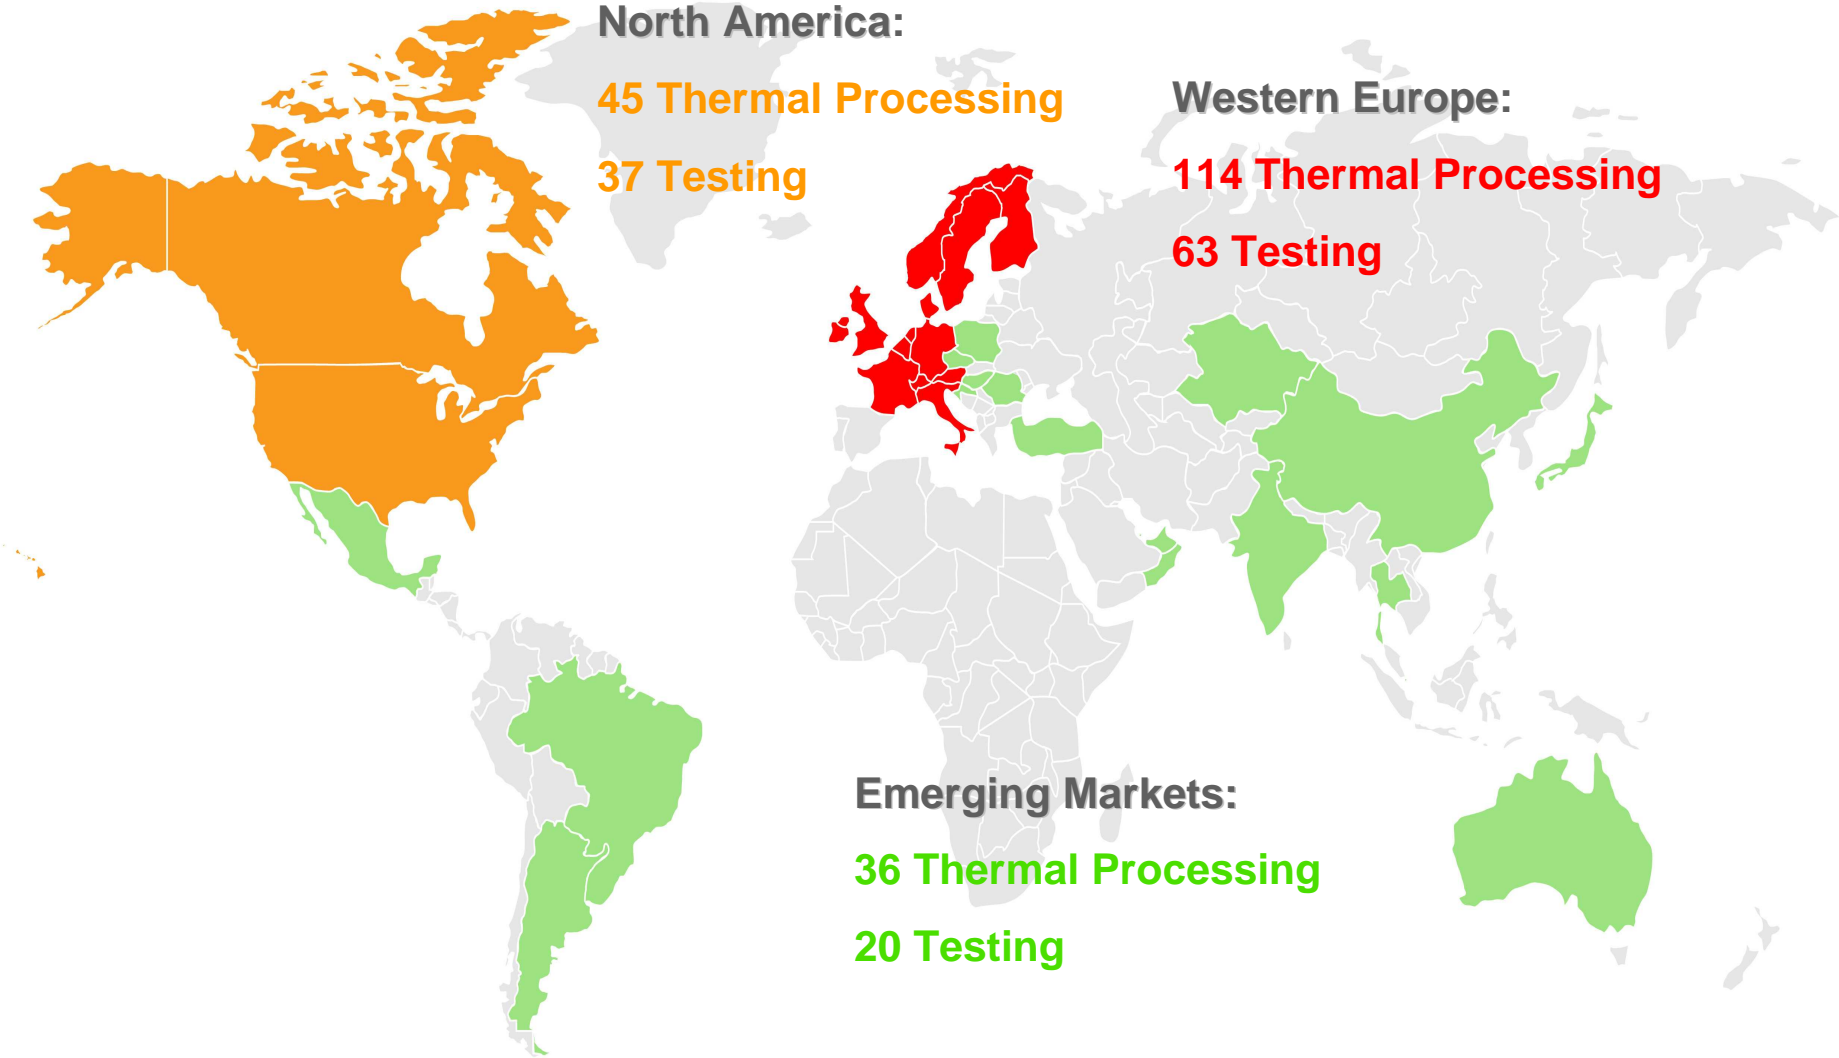 North America:
45 Thermal Processing
37 Testing
Western Europe:
114 Thermal Processing
63 Testing
Emerging Markets:
36 Thermal Processing
20 Testing